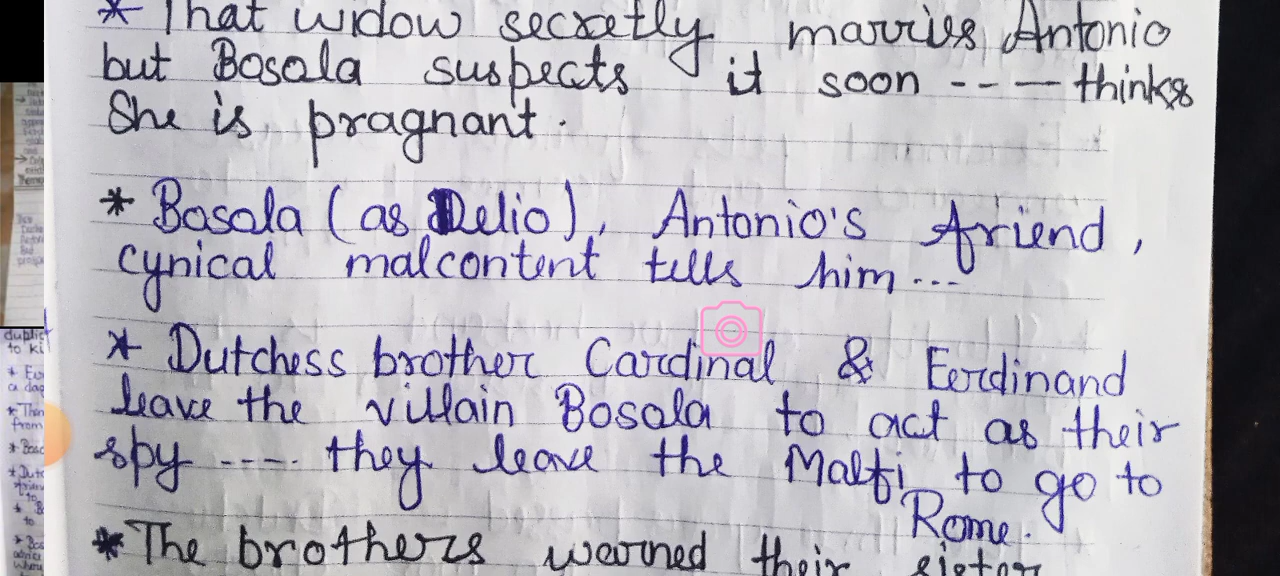 * That widow secretly marries Antonio
but Bosola suspects it soon - - — thinks
She is pragnant.
* Basala (as Delio), Antonio's friend,
cynical malcontent tells him...
* Dutchess brother Cardinal & Ferdinand
leave the villain Bosola to act as their
spy ---- they leave the Malfi to go to
Rome.
* The brothers warned their sister